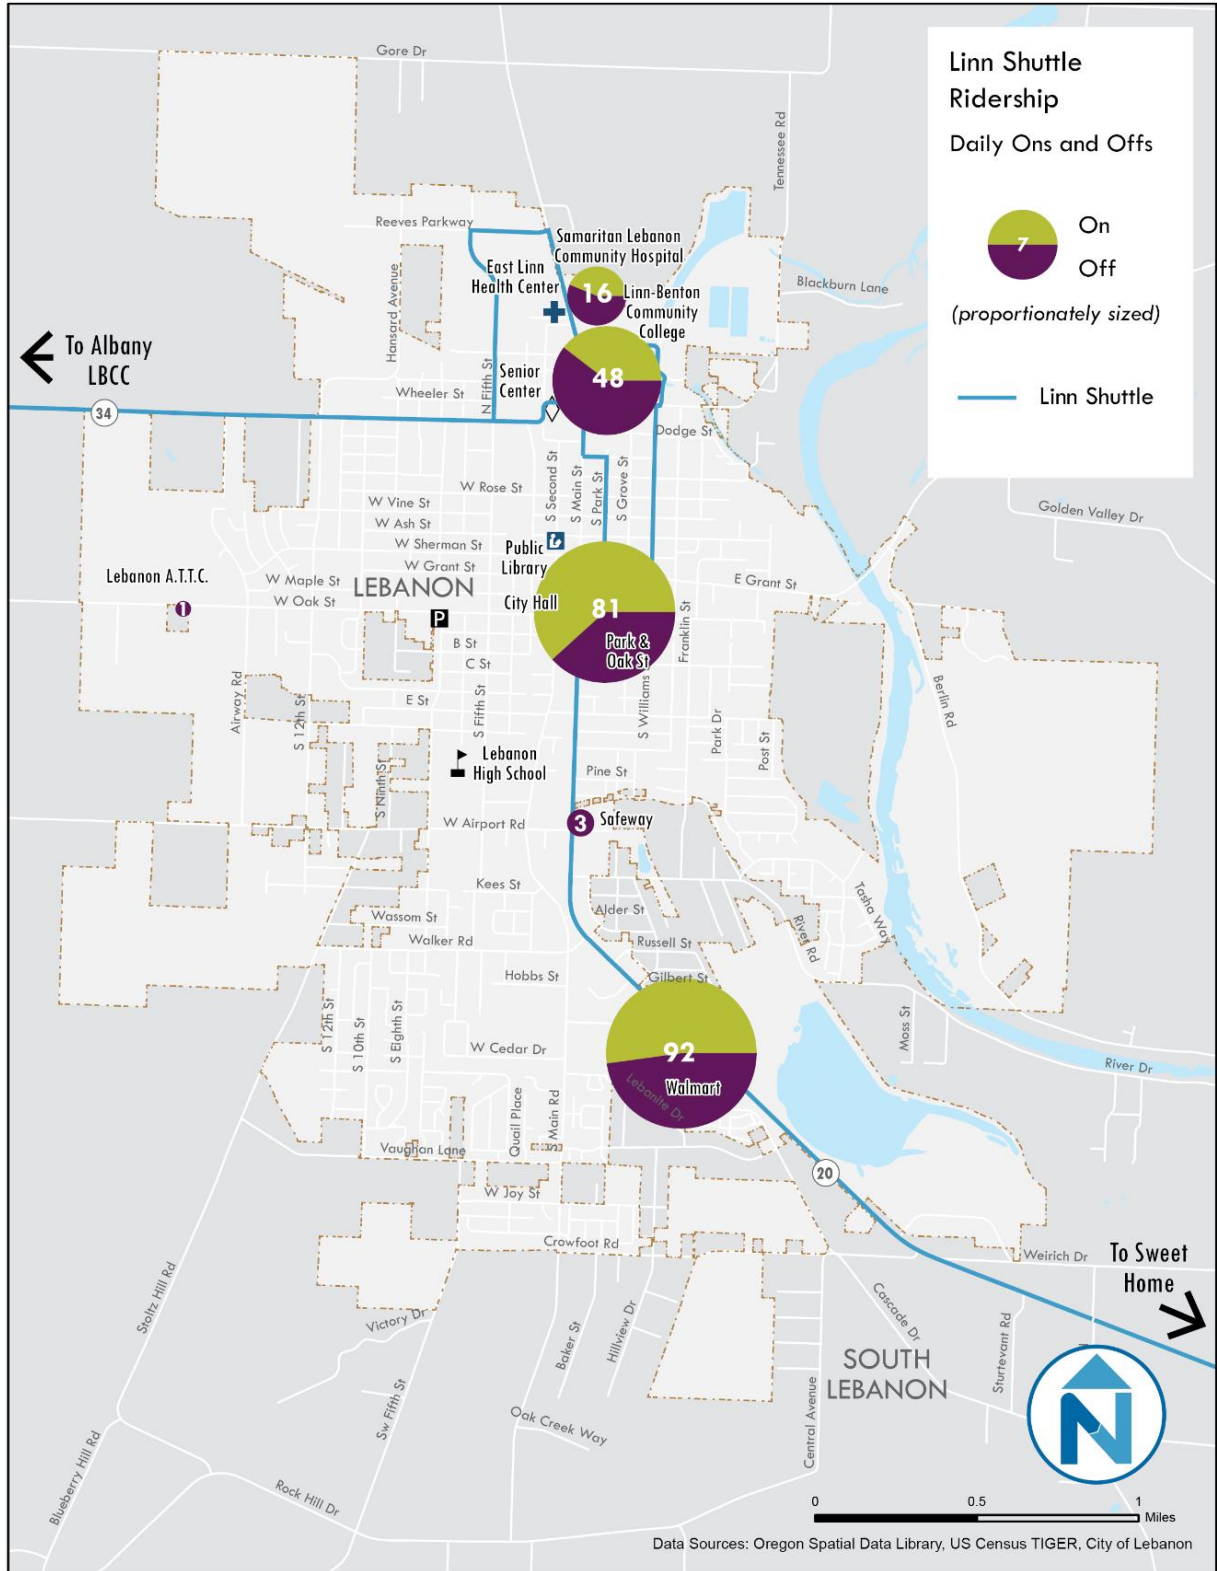 Gore Dr
Linn Shuttle
Ridership
Daily Ons and Offs
7
On
Off
(proportionately sized)
Linn Shuttle
Tennessee Rd
Reeves Parkway
Samaritan Lebanon
Community Hospital
East Linn
Health Center
16
Linn-Benton
Community
College
Blackburn Lane
Hansard Avenue
To Albany
LBCC
N Fifth St
Senior
Center
48
Wheeler St
34
Dodge St
S Second St
S Main St
S Park St
S Grove St
W Rose St
W Vine St
W Ash St
W Sherman St
W Grant St
Golden Valley Dr
Public
Library
Lebanon A.T.T.C.
1
W Maple St
LEBANON
W Oak St
City Hall
81
Park &
Oak St
E Grant St
Franklin St
P
B St
C St
E St
Airway Rd
S 12th St
S Fifth St
S Williams
Park Dr
Post St
Berlin Rd
Lebanon
High School
S Ninth St
Pine St
W Airport Rd
3
Safeway
Kees St
Wassom St
Walker Rd
Alder St
Russell St
River Rd
Tasha Way
Hobbs St
Gilbert St
S 12th St
S 10th St
S Eighth St
W Cedar Dr
92
Walmart
Lebanite Dr
Moss St
River Dr
Quail Place
S Main Rd
Vaughan Lane
20
W Joy St
Crowfoot Rd
Weirich Dr
To Sweet
Home
Stoltz Hill Rd
Victory Dr
Baker St
Hillview Dr
Cascade Dr
Sturtevant Rd
SOUTH
LEBANON
Sw Fifth St
Oak Creek Way
Central Avenue
N
Blueberry Hill Rd
Rock Hill Dr
0 0.5 1
Miles
Data Sources: Oregon Spatial Data Library, US Census TIGER, City of Lebanon